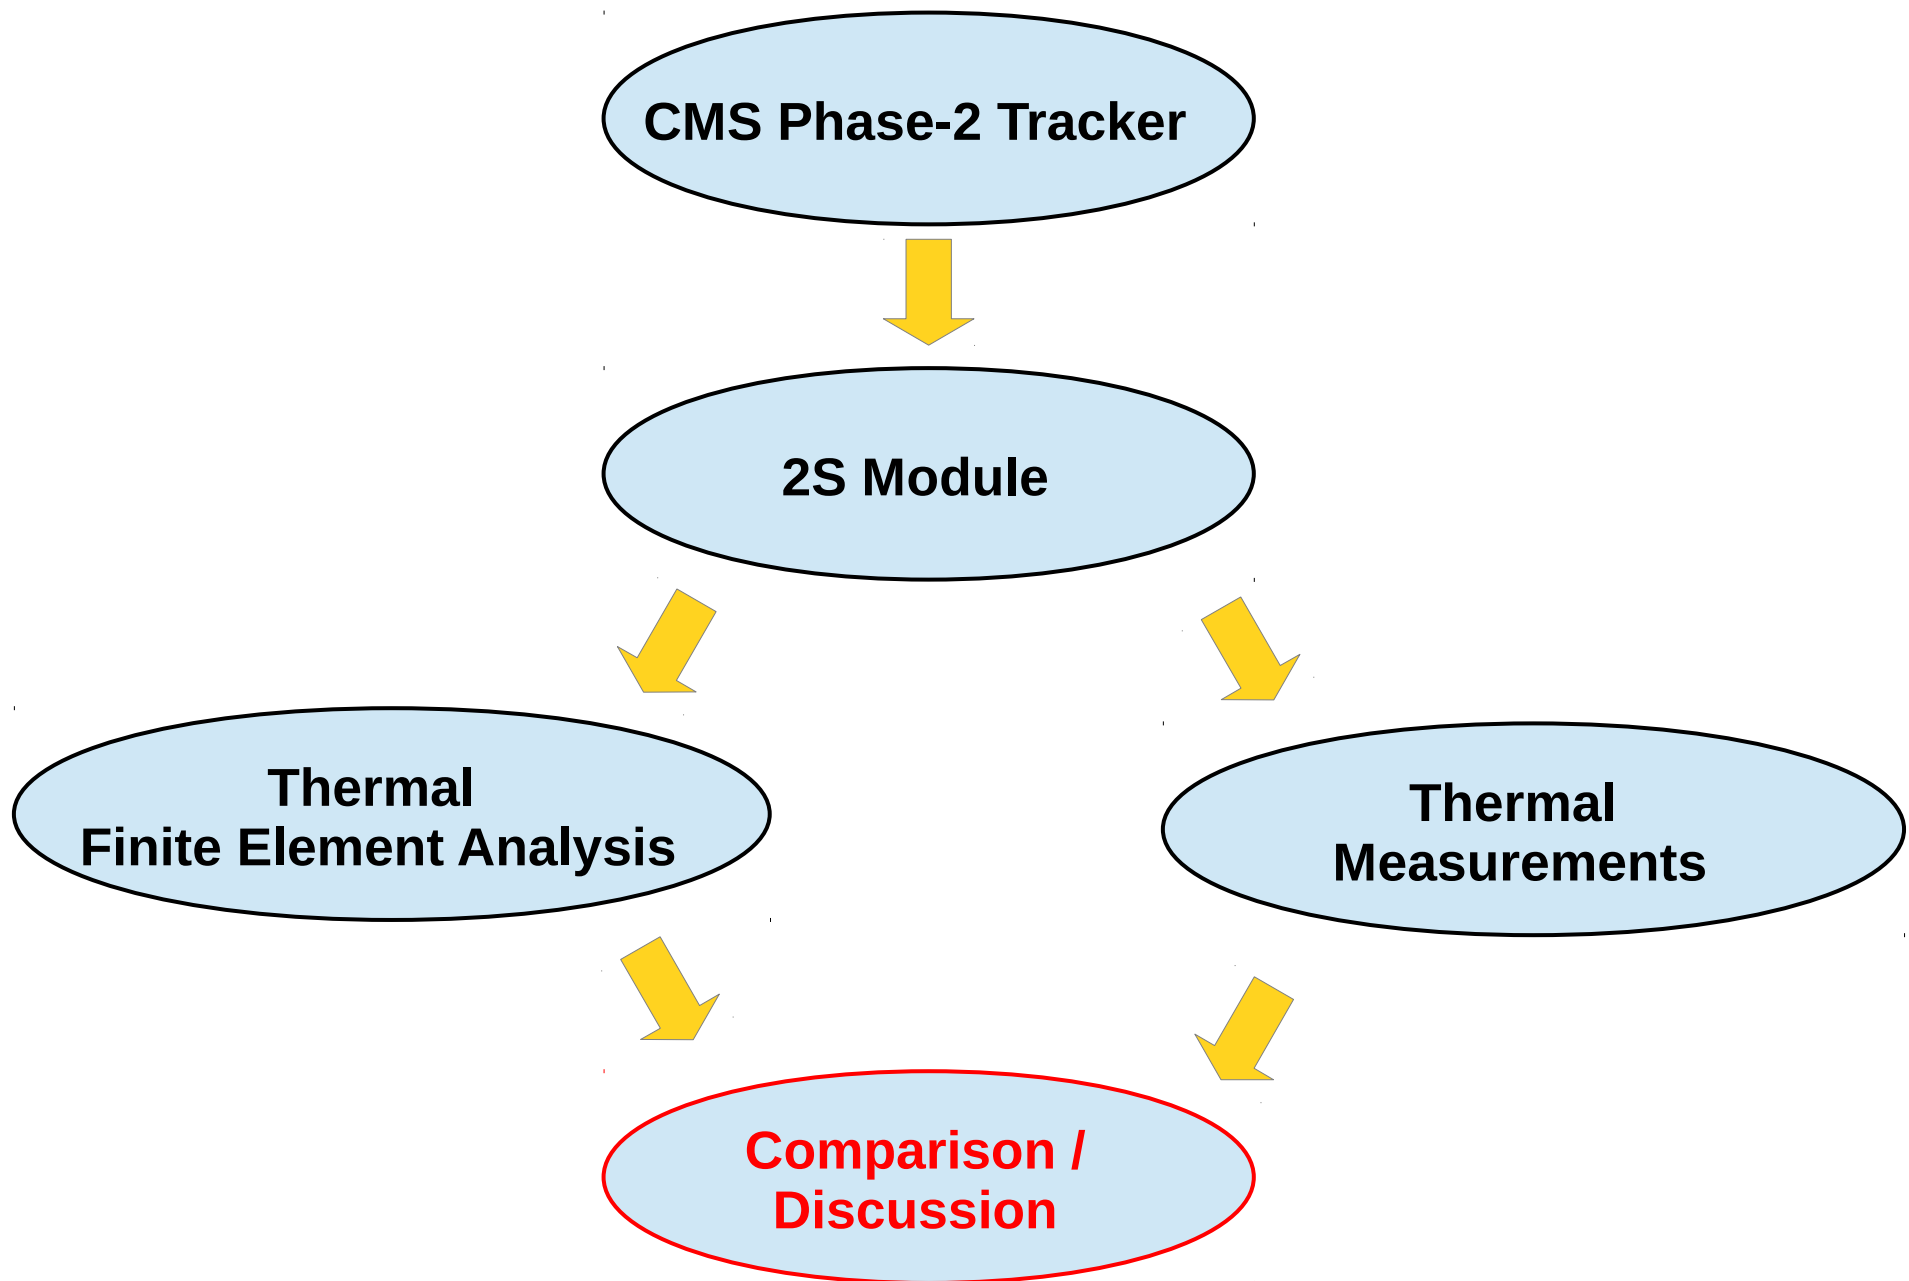 CMS Phase-2 Tracker
2S Module
Thermal
Finite Element Analysis
Thermal
Measurements
Comparison /
Discussion